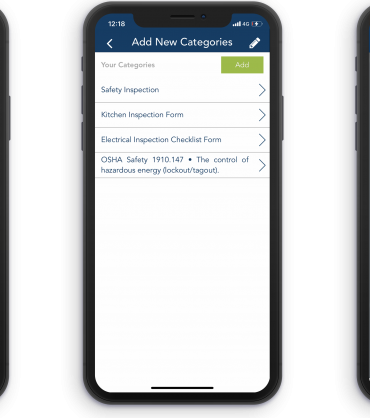 12:18
4G
Add New Categories
Your Categories
Add
Safety Inspection
Kitchen Inspection Form
Electrical Inspection Checklist Form
OSHA Safety 1910.147 • The control of
hazardous energy (lockout/tagout).